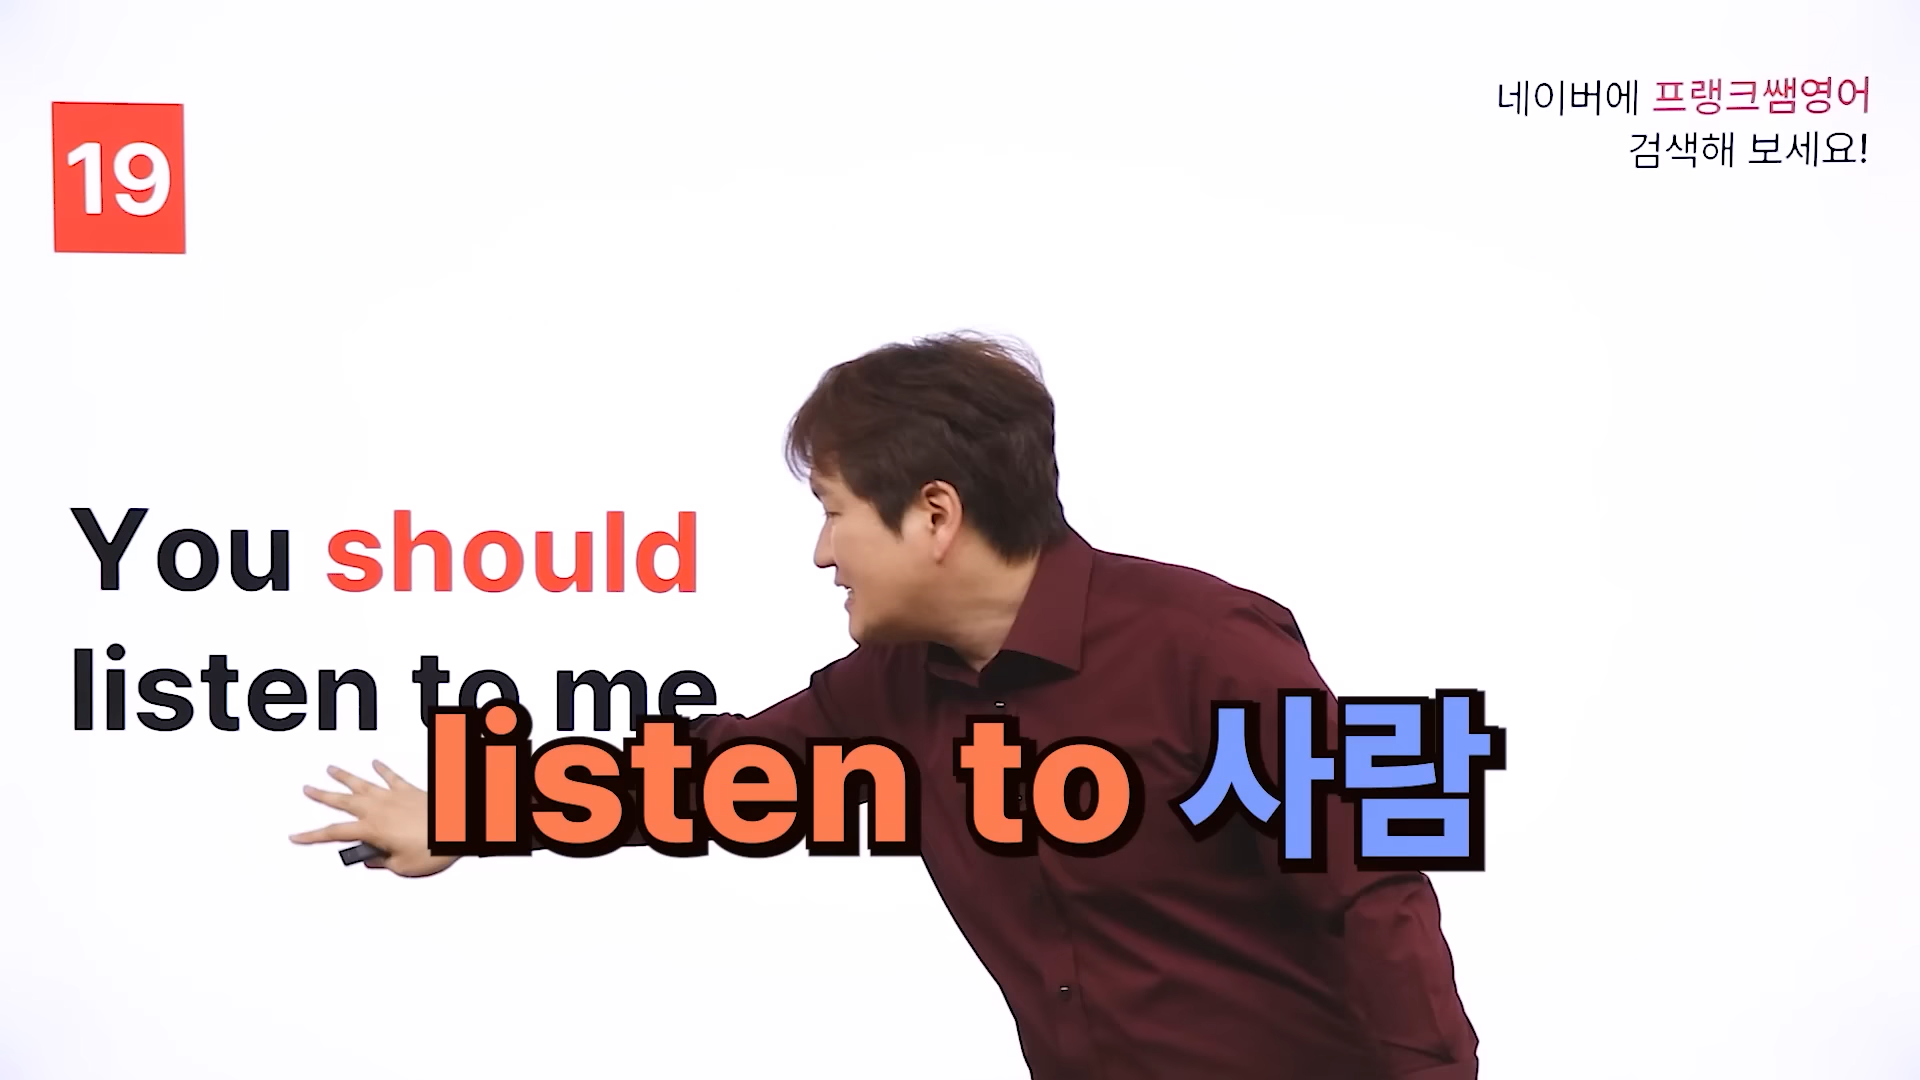 19
네이버에 프랭크쌤영어
검색해 보세요!
You should
listen to me
listen to 사람